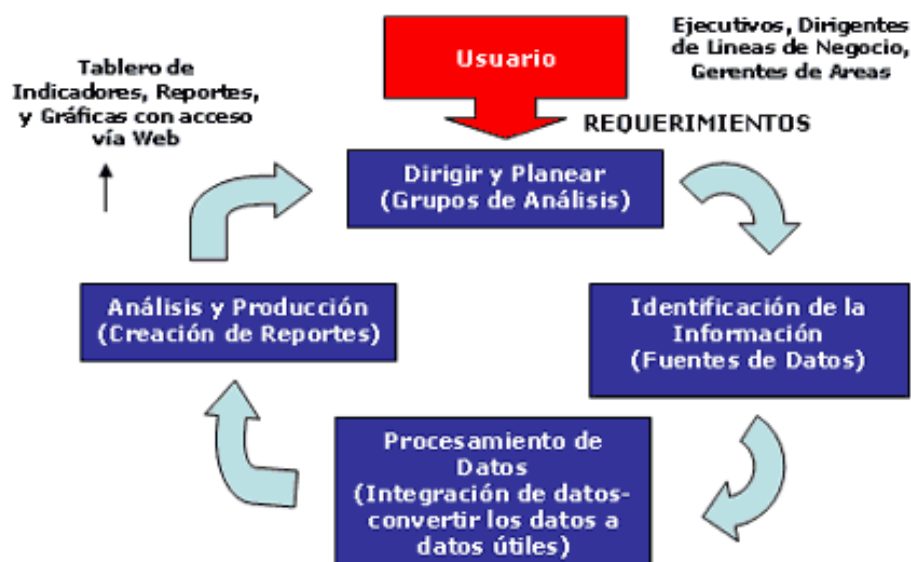 Tablero de
Indicadores, Reportes,
y Gráficas con acceso
vía Web
Usuario
Ejecutivos, Dirigentes
de Lineas de Negocio,
Gerentes de Areas
REQUERIMIENTOS
Dirigir y Planear
(Grupos de Análisis)
Identificación de la
Información
(Fuentes de Datos)
Procesamiento de
Datos
(Integración de datos-
convertir los datos a
datos útiles)
Análisis y Producción
(Creación de Reportes)